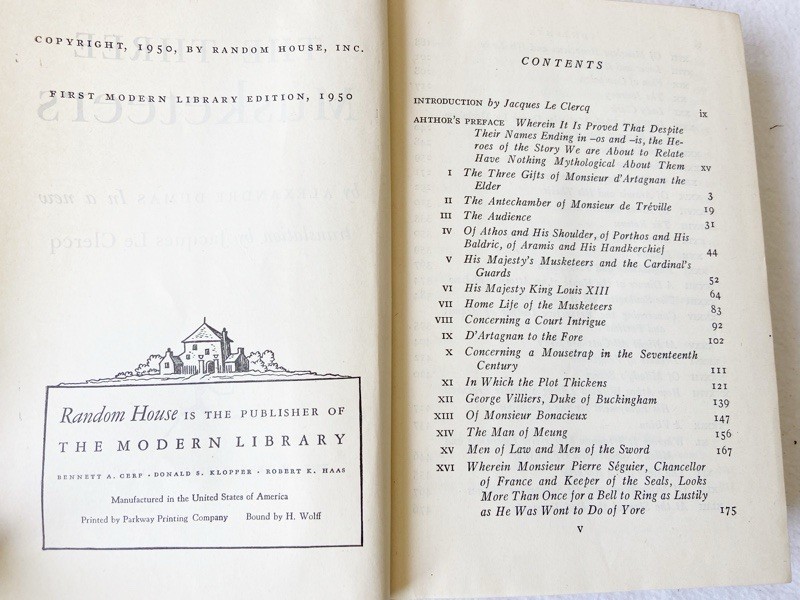 COPYRIGHT, 1950, BY RANDOM HOUSE, INC.
FIRST MODERN LIBRARY EDITION, 1950
Random House IS THE PUBLISHER OF
THE MODERN LIBRARY
BENNETT A. CERF · DONALD S. KLOPFER · ROBERT K. HAAS
Manufactured in the United States of America
Printed by Parkway Printing Company Bound by H. Wolff
CONTENTS
INTRODUCTION by Jacques Le Clercq ix
AHTHOR'S PREFACE Wherein It Is Proved That Despite
Their Names Ending in –os and –is, the He-
roes of the Story We are About to Relate
Have Nothing Mythological About Them xv
I The Three Gifts of Monsieur d'Artagnan the
Elder 3
II The Antechamber of Monsieur de Tréville 19
III The Audience 31
IV Of Athos and His Shoulder, of Porthos and His
Baldric, of Aramis and His Handkerchief 44
V His Majesty's Musketeers and the Cardinal's
Guards 52
VI His Majesty King Louis XIII 64
VII Home Life of the Musketeers 83
VIII Concerning a Court Intrigue 92
IX D'Artagnan to the Fore 102
X Concerning a Mousetrap in the Seventeenth
Century 111
XI In Which the Plot Thickens 121
XII George Villiers, Duke of Buckingham 139
XIII Of Monsieur Bonacieux 147
XIV The Man of Meung 156
XV Men of Law and Men of the Sword 167
XVI Wherein Monsieur Pierre Séguier, Chancellor
of France and Keeper of the Seals, Looks
More Than Once for a Bell to Ring as Lustily
as He Was Wont to Do of Yore 175
v